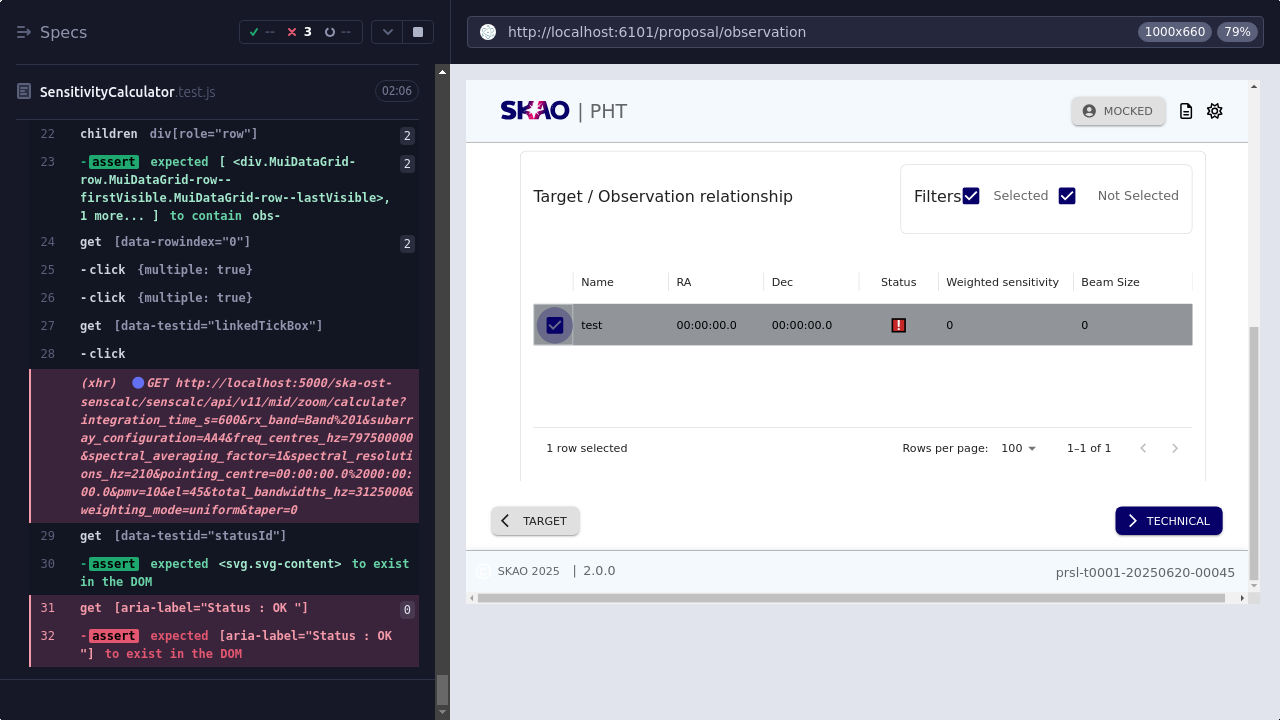 Specs
-- 3 --
SensitivityCalculator.test.js 02:06
22 children div[role="row"] 2
23 -assert expected [ <div.MuiDataGrid- 2
row.MuiDataGrid-row--
firstVisible.MuiDataGrid-row--lastVisible>,
1 more... ] to contain obs-
24 get [data-rowindex="0"] 2
25 -click {multiple: true}
26 -click {multiple: true}
27 get [data-testid="linkedTickBox"]
28 -click
(xhr) GET http://localhost:5000/ska-ost-
senscalc/senscalc/api/v11/mid/zoom/calculate?
integration_time_s=600&rx_band=Band%201&subarr
ay_configuration=AA4&freq_centres_hz=797500000
&spectral_averaging_factor=1&spectral_resoluti
ons_hz=210&pointing_centre=00:00:00.0%2000:00:
00.0&pmv=10&el=45&total_bandwidths_hz=3125000&
weighting_mode=uniform&taper=0
29 get [data-testid="statusId"]
30 -assert expected <svg.svg-content> to exist
in the DOM
31 get [aria-label="Status : OK "] 0
32 -assert expected [aria-label="Status : OK
"] to exist in the DOM
http://localhost:6101/proposal/observation 1000x660 79%
SKAO | PHT MOCKED
Target / Observation relationship Filters Selected Not Selected
Name RA Dec Status Weighted sensitivity Beam Size
test 00:00:00.0 00:00:00.0 ! 0 0
1 row selected Rows per page: 100 1–1 of 1
TARGET TECHNICAL
SKAO 2025 | 2.0.0 prsl-t0001-20250620-00045